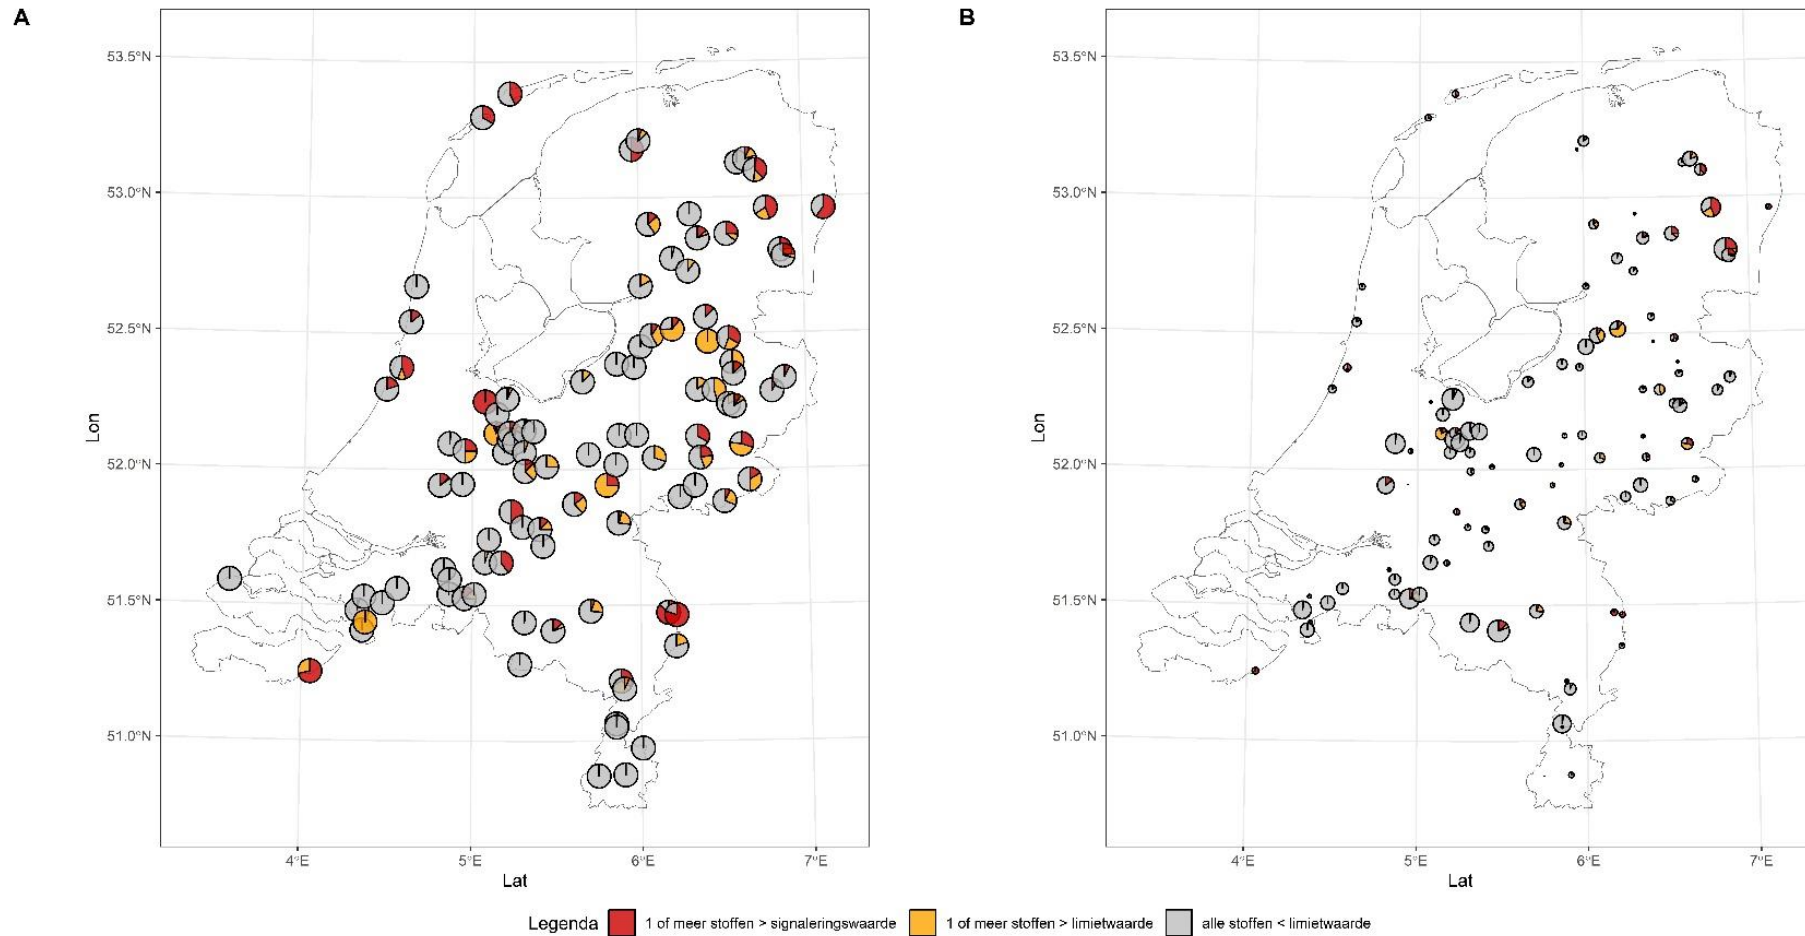 A
B
53.5°N
53.0°N
52.5°N
52.0°N
51.5°N
51.0°N
Lon
4°E
5°E
6°E
7°E
Lat
53.5°N
53.0°N
52.5°N
52.0°N
51.5°N
51.0°N
Lon
4°E
5°E
6°E
7°E
Lat
Legenda
1 of meer stoffen > signaleringswaarde
1 of meer stoffen > limietwaarde
alle stoffen < limietwaarde